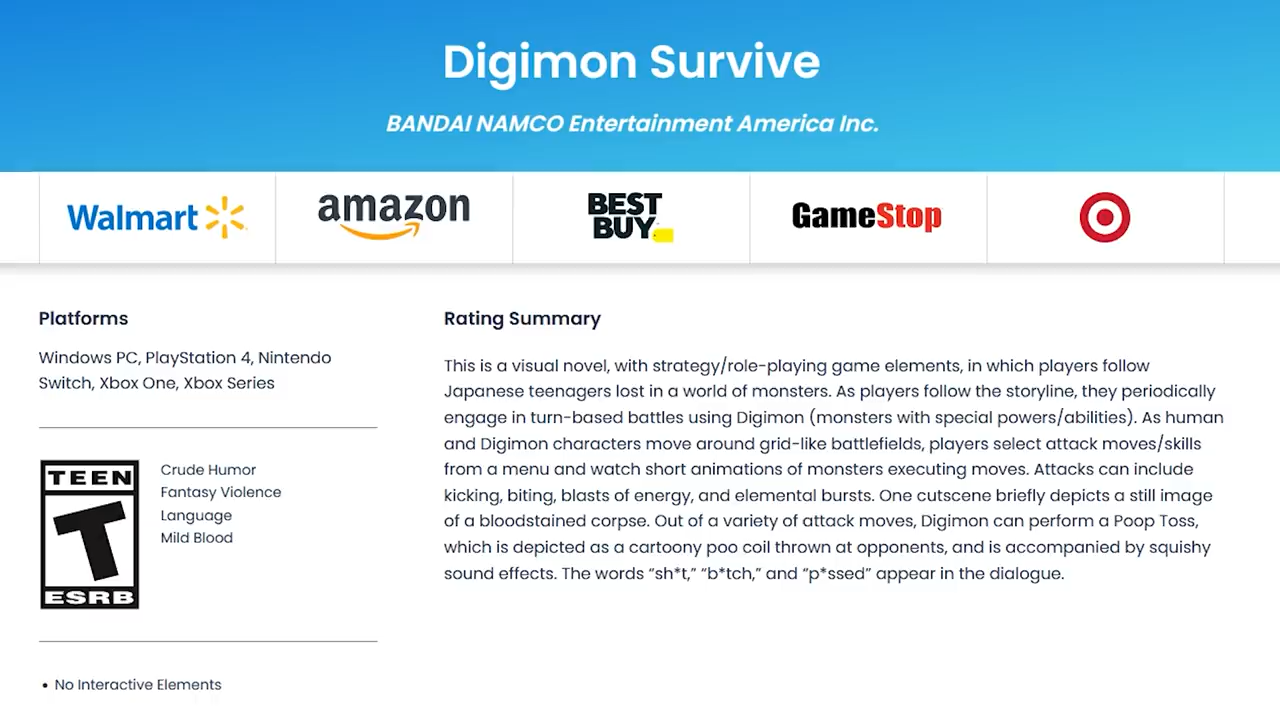 Digimon Survive
BANDAI NAMCO Entertainment America Inc.
Walmart
amazon
BEST
BUY
GameStop
Platforms
Windows PC, PlayStation 4, Nintendo
Switch, Xbox One, Xbox Series
TEEN
T
ESRB
Crude Humor
Fantasy Violence
Language
Mild Blood
• No Interactive Elements
Rating Summary
This is a visual novel, with strategy/role-playing game elements, in which players follow
Japanese teenagers lost in a world of monsters. As players follow the storyline, they periodically
engage in turn-based battles using Digimon (monsters with special powers/abilities). As human
and Digimon characters move around grid-like battlefields, players select attack moves/skills
from a menu and watch short animations of monsters executing moves. Attacks can include
kicking, biting, blasts of energy, and elemental bursts. One cutscene briefly depicts a still image
of a bloodstained corpse. Out of a variety of attack moves, Digimon can perform a Poop Toss,
which is depicted as a cartoony poo coil thrown at opponents, and is accompanied by squishy
sound effects. The words “sh*t,” “b*tch,” and “p*ssed” appear in the dialogue.